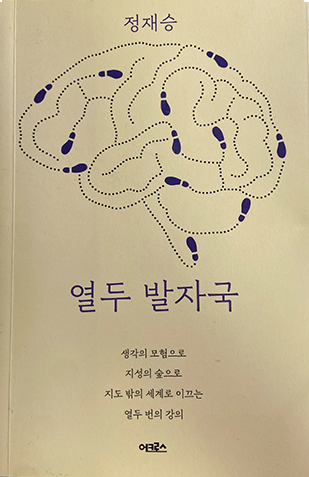 정재승
열두 발자국
생각의 모험으로
지성의 숲으로
지도 밖의 세계로 이끄는
열두 번의 강의
어크로스